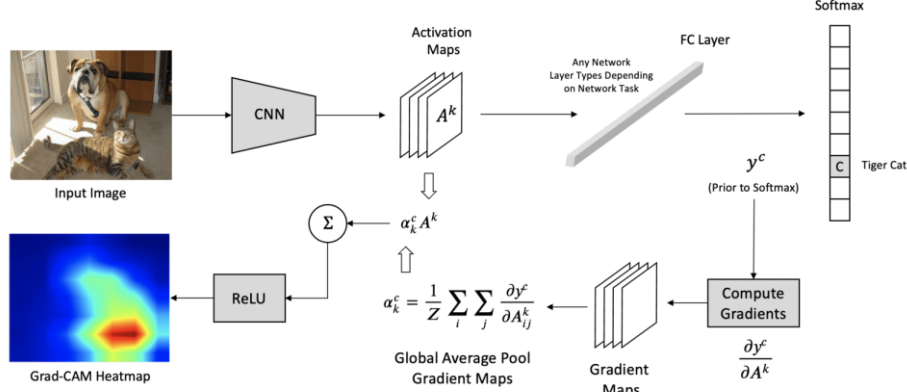 Softmax
Activation
Maps
FC Layer
Any Network
Layer Types Depending
on Network Task
CNN
A^k
Input Image
y^c
(Prior to Softmax)
C
Tiger Cat
Σ
α_k^c A^k
ReLU
α_k^c = 1/Z ∑_i ∑_j ∂y^c/∂A_ij^k
Compute
Gradients
∂y^c/∂A^k
Global Average Pool
Gradient Maps
Gradient
Maps
Grad-CAM Heatmap